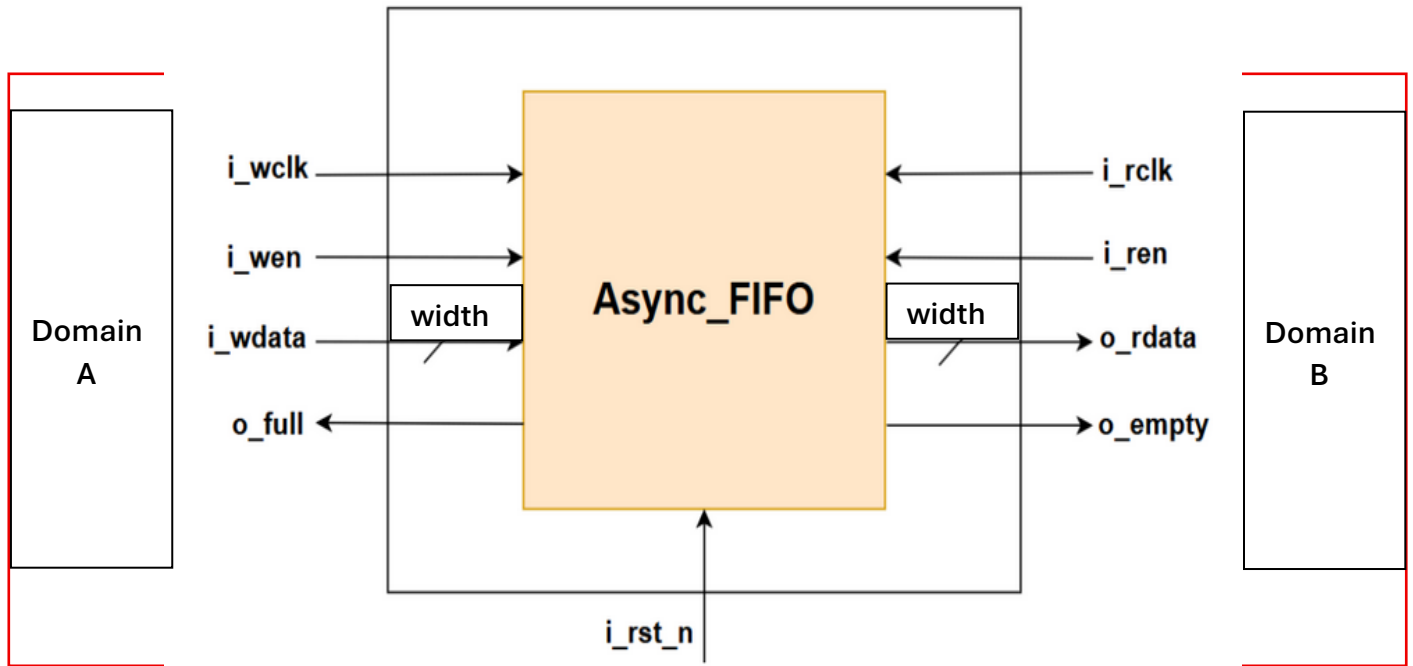 i_wclk
i_rclk
i_wen
i_ren
Async_FIFO
Domain
A
width
width
Domain
B
i_wdata
o_rdata
o_full
o_empty
i_rst_n